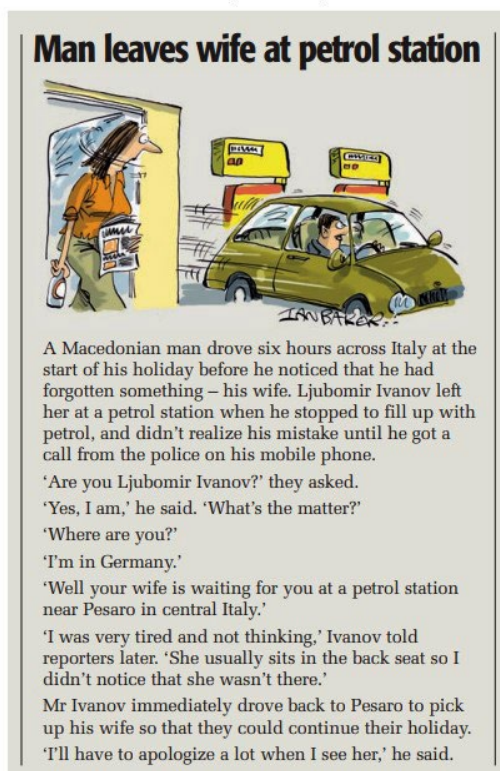 Man leaves wife at petrol station
IAN BAKER
A Macedonian man drove six hours across Italy at the
start of his holiday before he noticed that he had
forgotten something – his wife. Ljubomir Ivanov left
her at a petrol station when he stopped to fill up with
petrol, and didn't realize his mistake until he got a
call from the police on his mobile phone.
'Are you Ljubomir Ivanov?' they asked.
'Yes, I am,' he said. 'What's the matter?'
'Where are you?'
'I'm in Germany.'
'Well your wife is waiting for you at a petrol station
near Pesaro in central Italy.'
'I was very tired and not thinking,' Ivanov told
reporters later. 'She usually sits in the back seat so I
didn't notice that she wasn't there.'
Mr Ivanov immediately drove back to Pesaro to pick
up his wife so that they could continue their holiday.
'I'll have to apologize a lot when I see her,' he said.